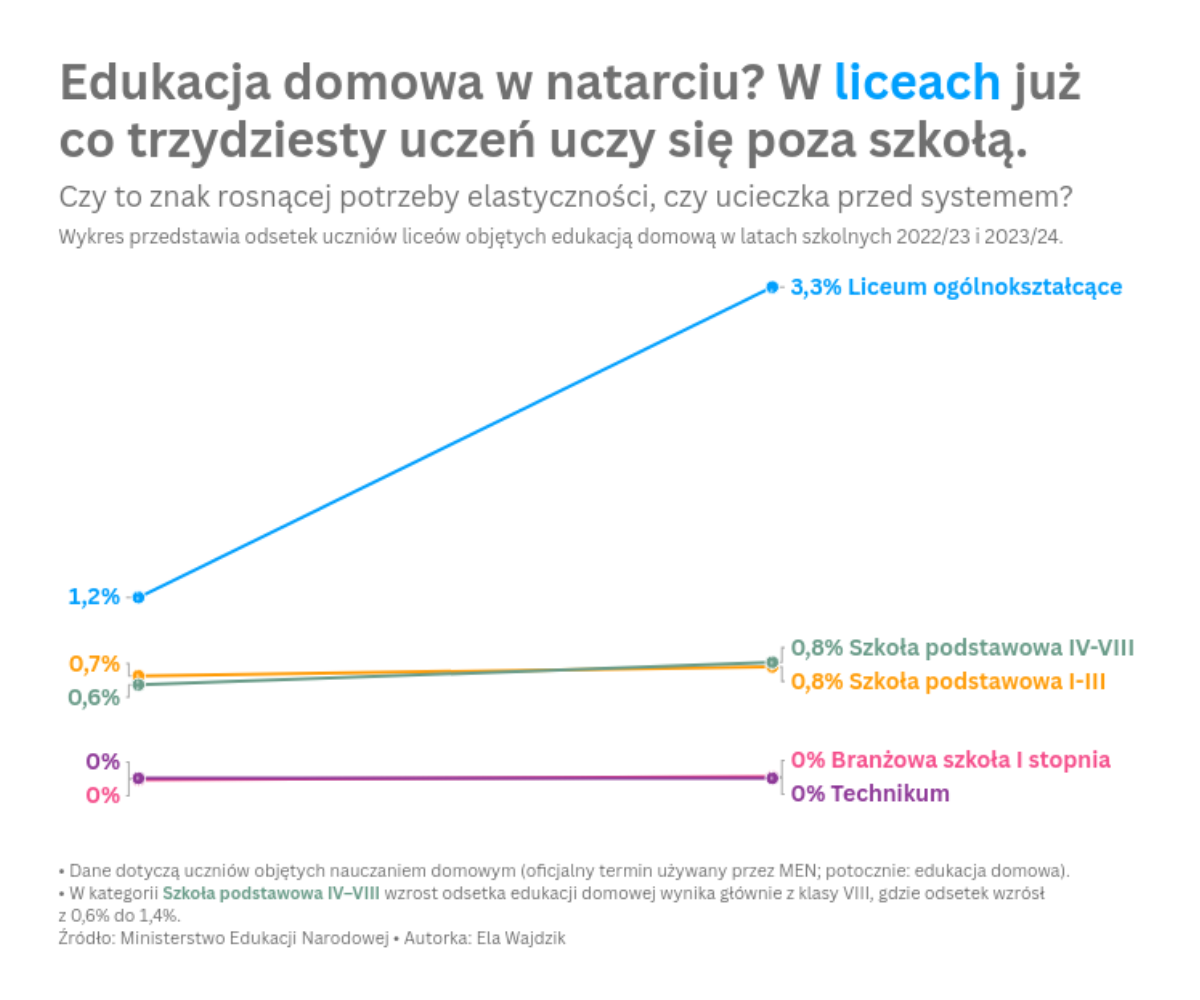 Edukacja domowa w natarciu? W liceach już
co trzydziesty uczeń uczy się poza szkołą.
Czy to znak rosnącej potrzeby elastyczności, czy ucieczka przed systemem?
Wykres przedstawia odsetek uczniów liceów objętych edukacją domową w latach szkolnych 2022/23 i 2023/24.
3,3% Liceum ogólnokształcące
1,2%
0,8% Szkoła podstawowa IV-VIII
0,7%
0,8% Szkoła podstawowa I-III
0,6%
0% Branżowa szkoła I stopnia
0%
0% Technikum
0%
• Dane dotyczą uczniów objętych nauczaniem domowym (oficjalny termin używany przez MEN; potocznie: edukacja domowa).
• W kategorii Szkoła podstawowa IV–VIII wzrost odsetka edukacji domowej wynika głównie z klasy VIII, gdzie odsetek wzrósł
z 0,6% do 1,4%.
Źródło: Ministerstwo Edukacji Narodowej • Autorka: Ela Wajdzik